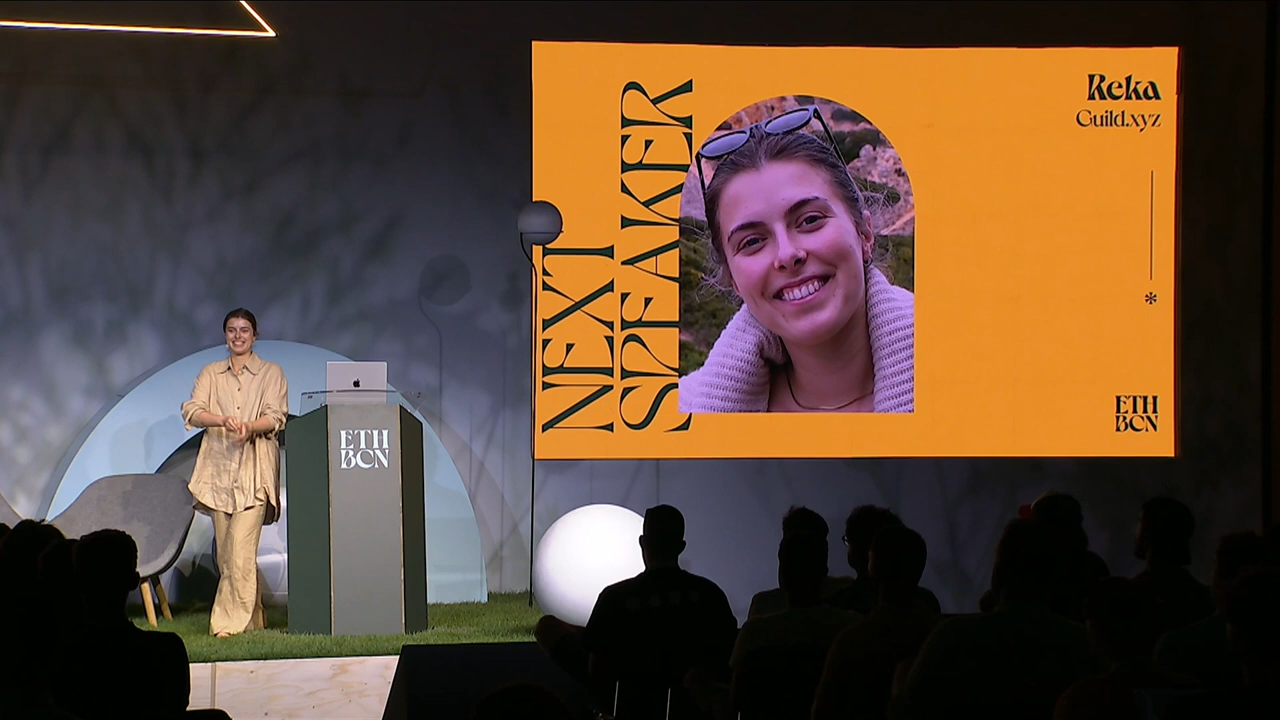 NEXT
SPEAKER
Reka
Guild.xyz
*
ETH
BCN
ETH
BCN